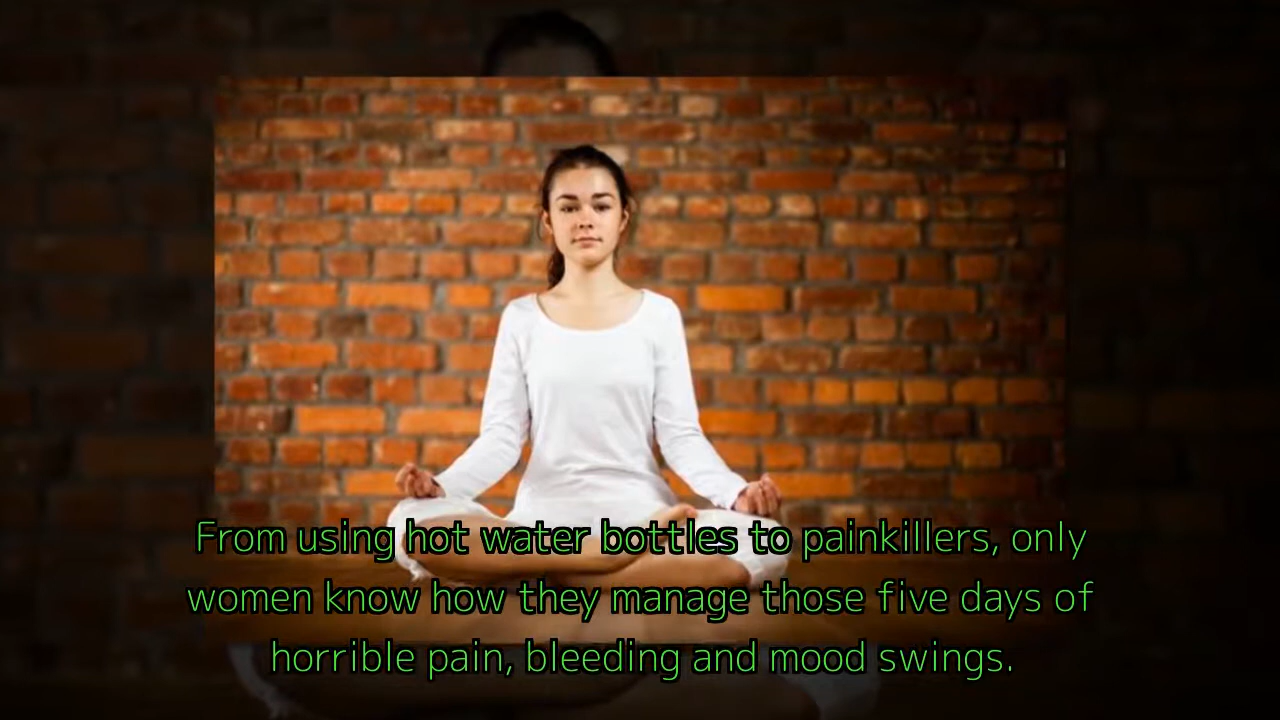 From using hot water bottles to painkillers, only
women know how they manage those five days of
horrible pain, bleeding and mood swings.